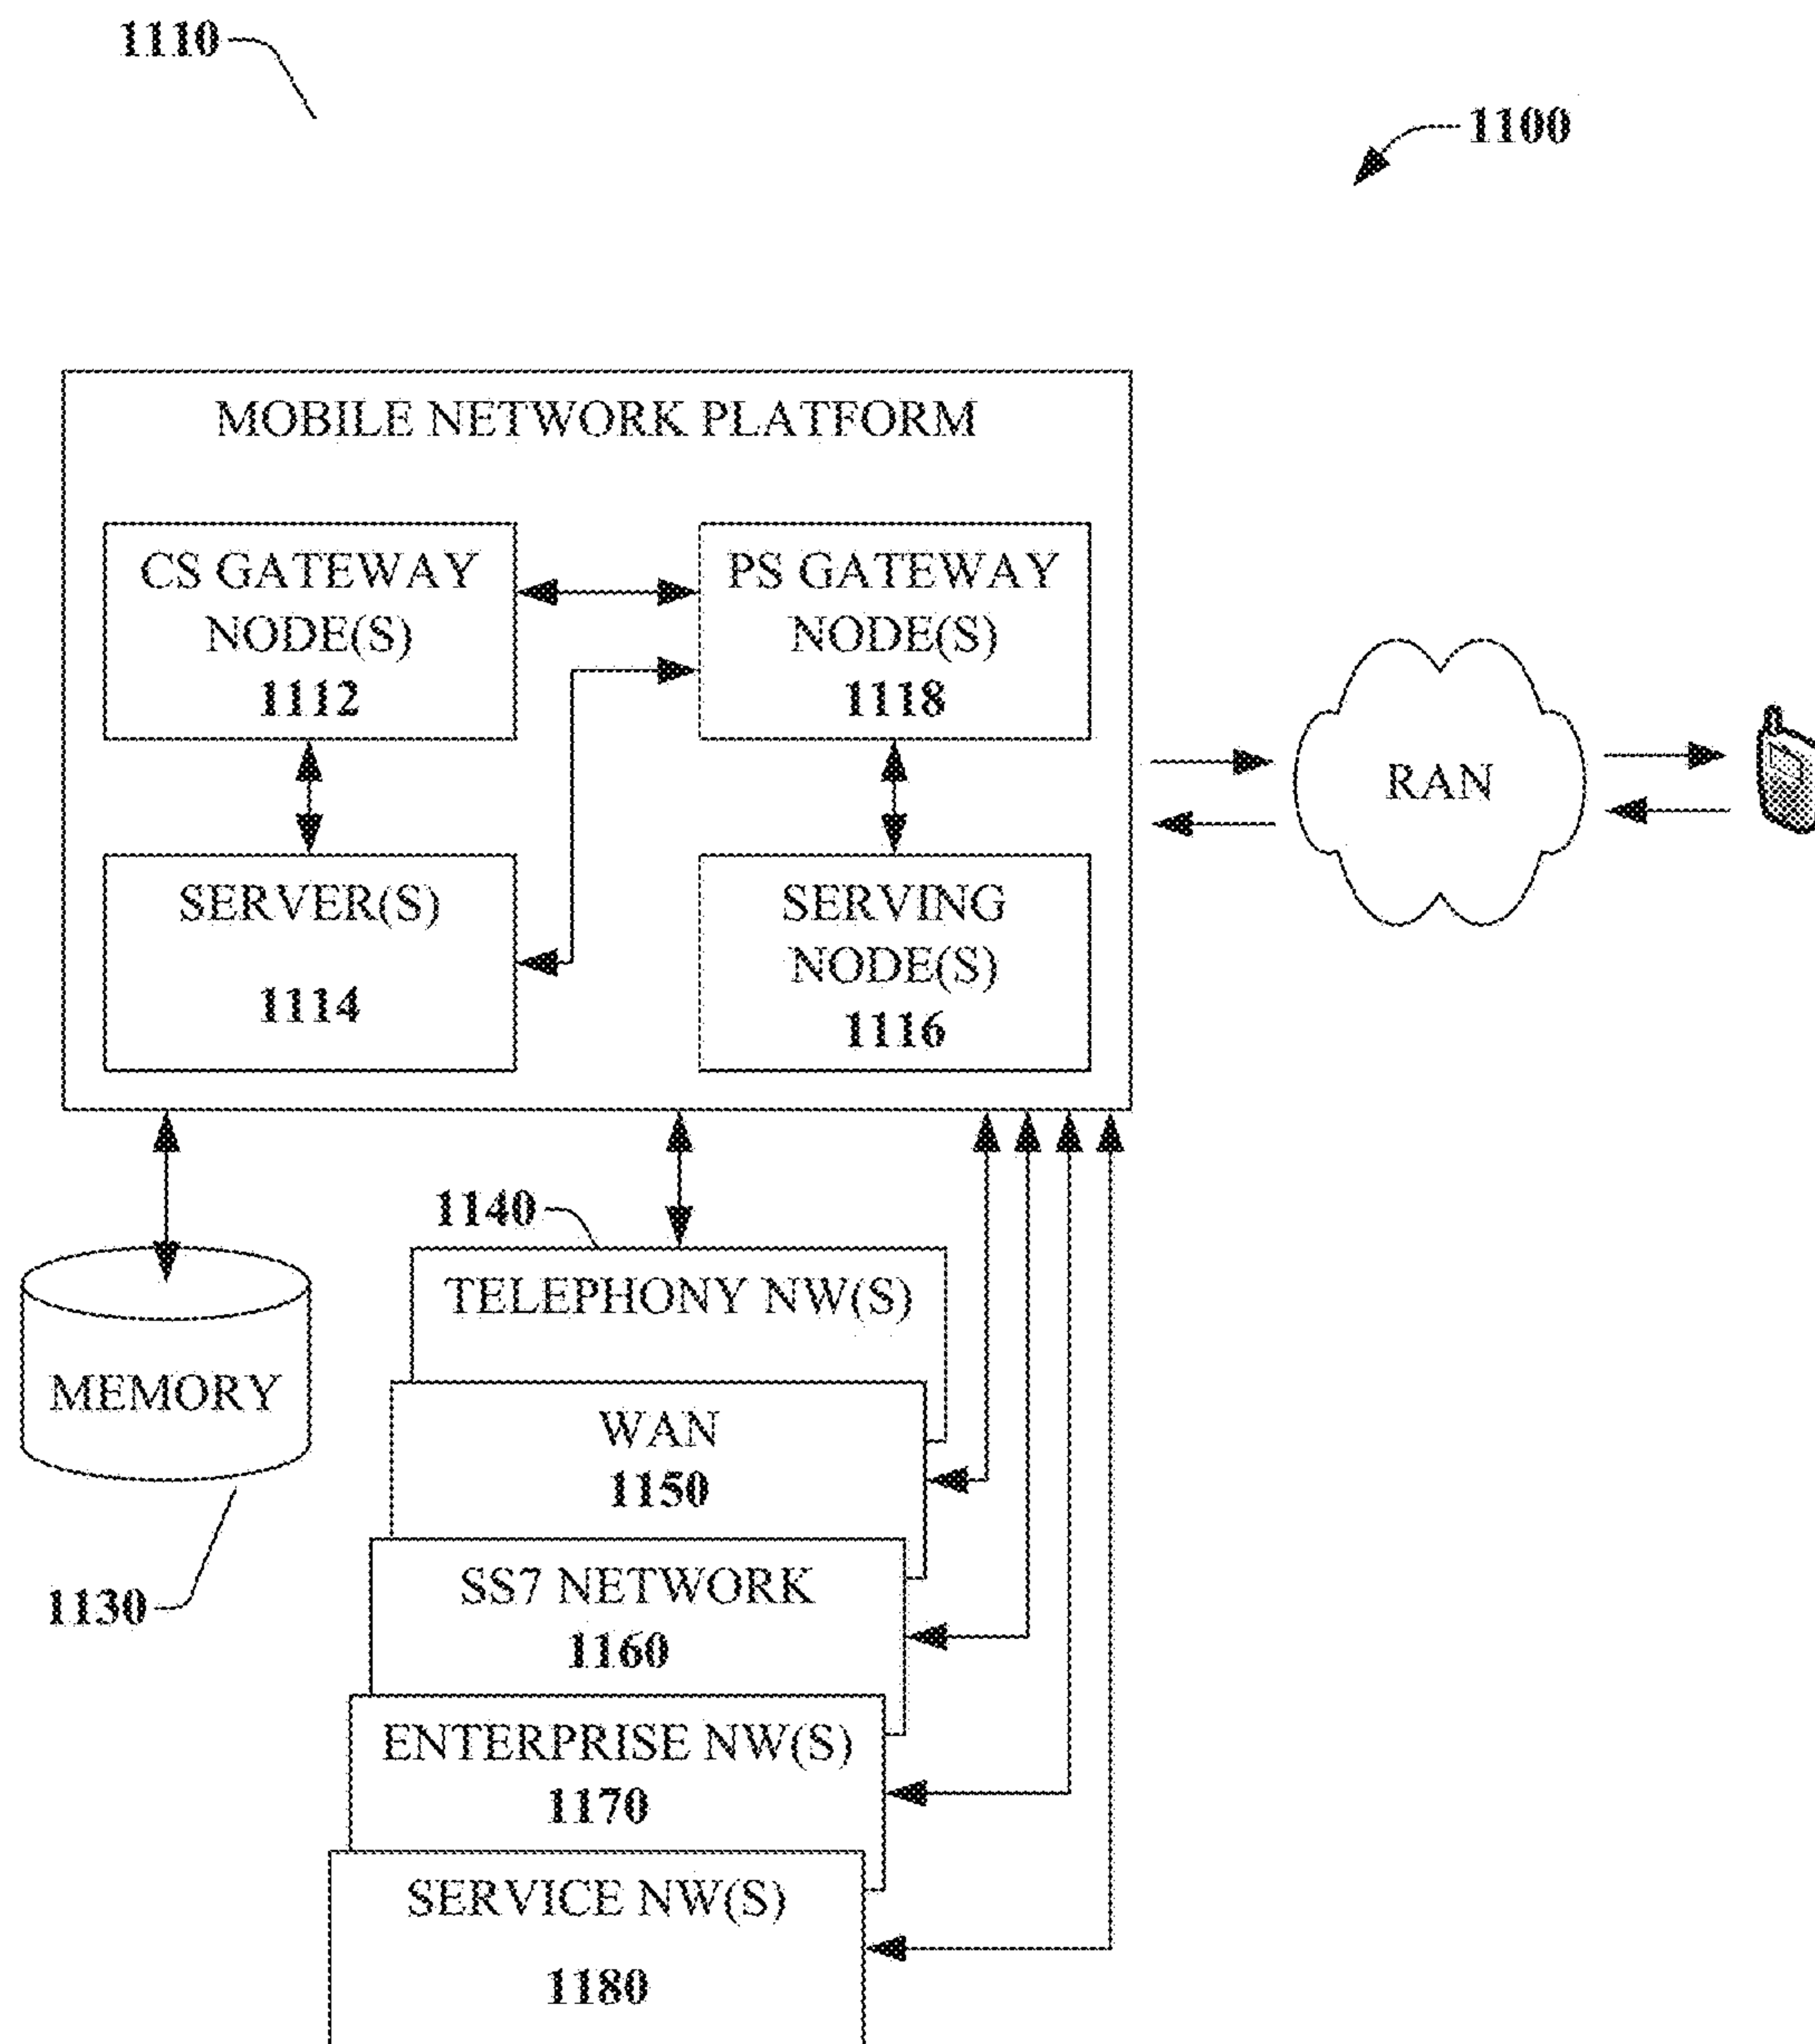 1110
1100
MOBILE NETWORK PLATFORM
CS GATEWAY
NODE(S)
1112
PS GATEWAY
NODE(S)
1118
SERVER(S)
1114
SERVING
NODE(S)
1116
RAN
1140
TELEPHONY NW(S)
MEMORY
1130
WAN
1150
SS7 NETWORK
1160
ENTERPRISE NW(S)
1170
SERVICE NW(S)
1180